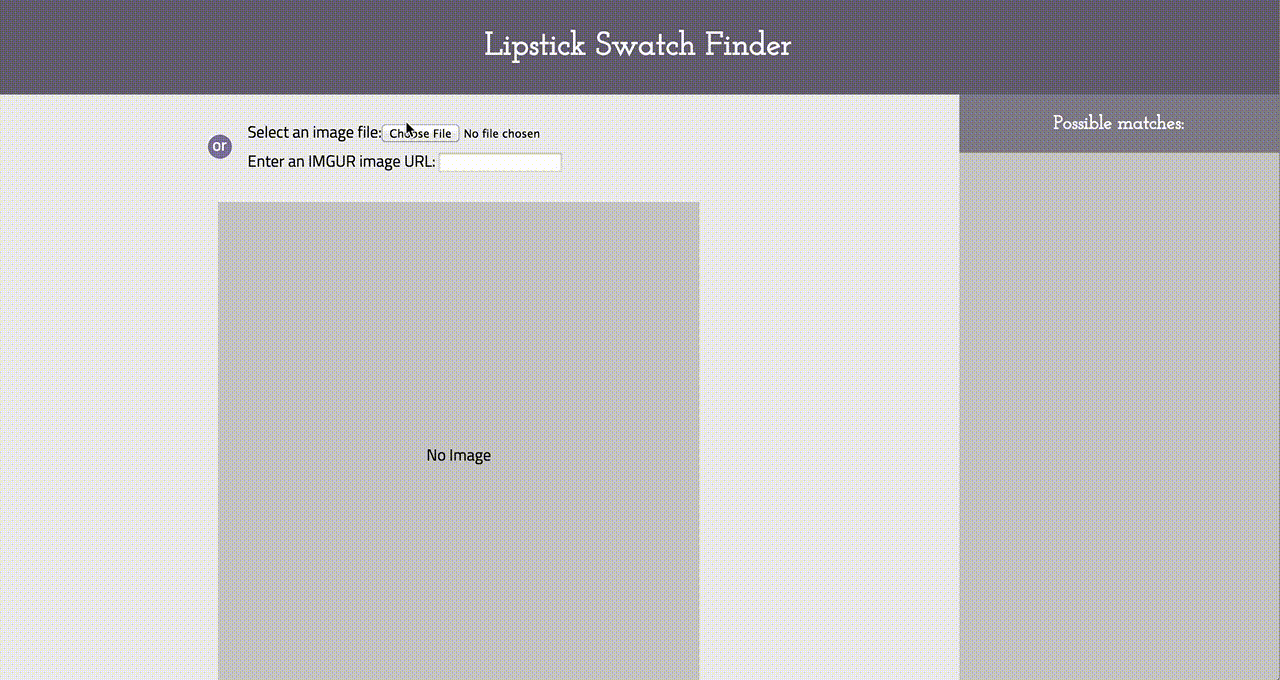 Lipstick Swatch Finder
Possible matches:
or
Select an image file: Choose File No file chosen
Enter an IMGUR image URL:
No Image